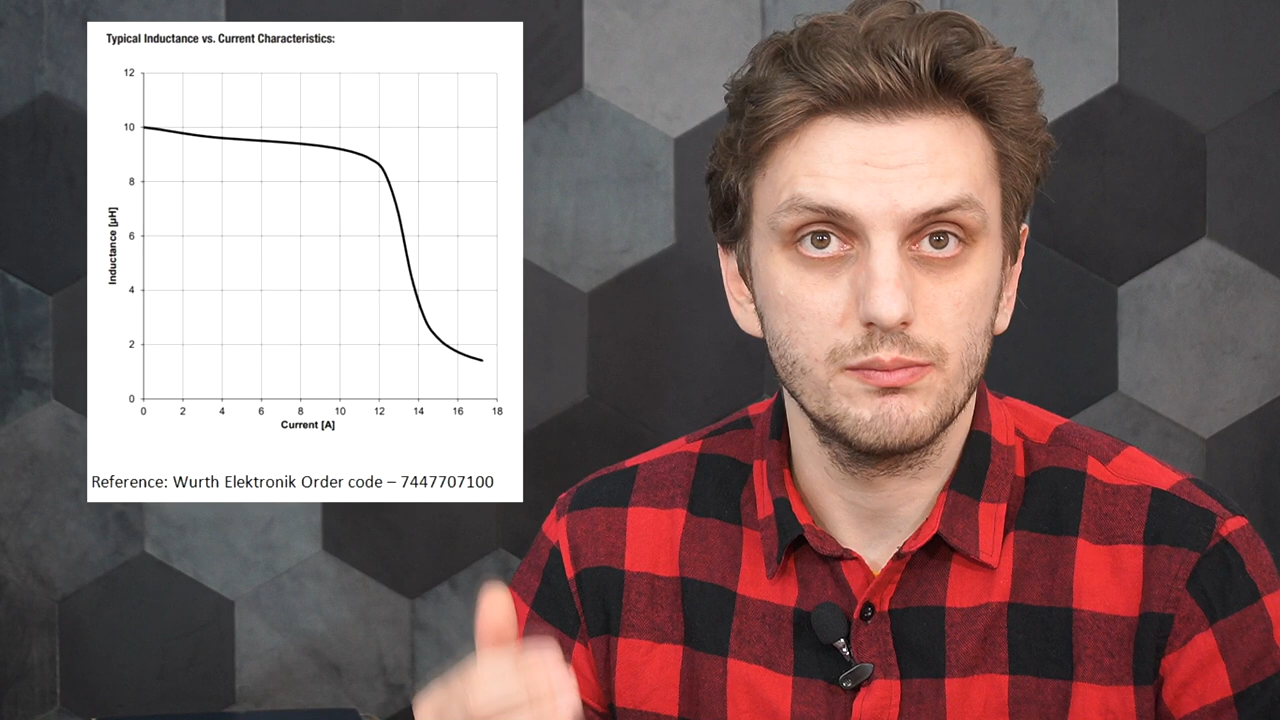 Typical Inductance vs. Current Characteristics:
12
10
8
6
4
2
0
Inductance [µH]
0 2 4 6 8 10 12 14 16 18
Current [A]
Reference: Wurth Elektronik Order code – 7447707100